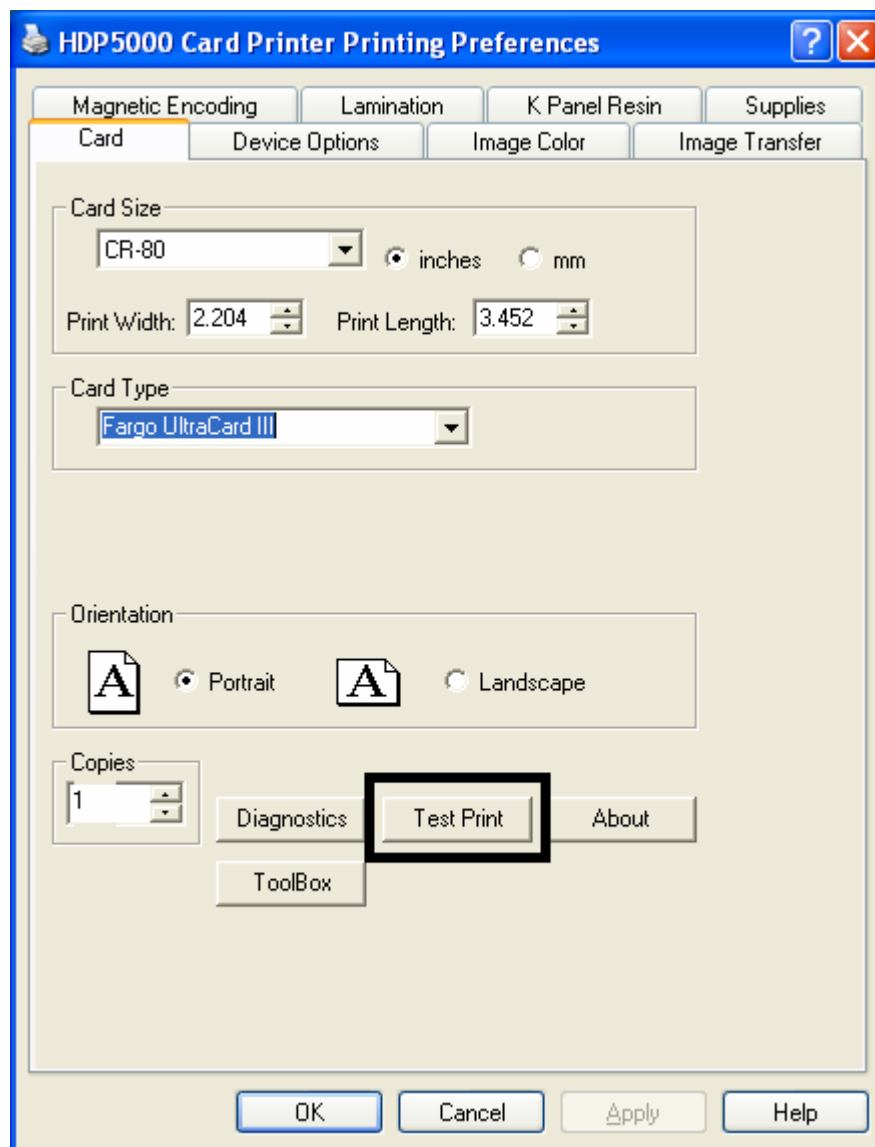 HDP5000 Card Printer Printing Preferences
Magnetic Encoding Lamination K Panel Resin Supplies
Card Device Options Image Color Image Transfer
Card Size
CR-80 inches mm
Print Width: 2.204 Print Length: 3.452
Card Type
Fargo UltraCard III
Orientation
A Portrait A Landscape
Copies
1
Diagnostics Test Print About
ToolBox
OK Cancel Apply Help